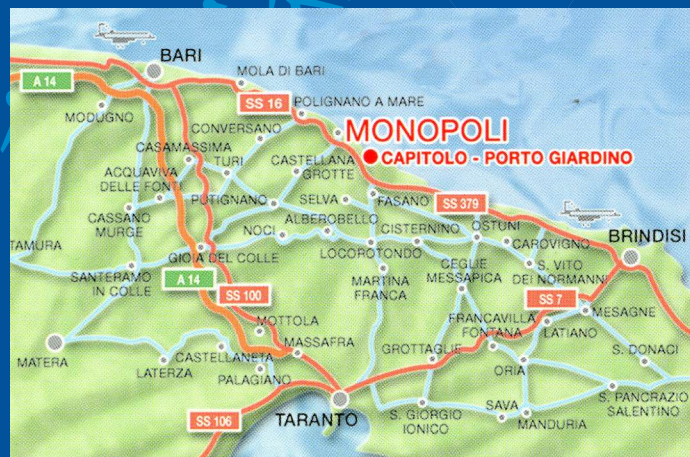 BARI
A 14
MOLA DI BARI
SS 16
POLIGNANO A MARE
MODUGNO
CONVERSANO
MONOPOLI
CASAMASSIMA
TURI
CASTELLANA
GROTTE
CAPITOLO - PORTO GIARDINO
ACQUAVIVA
DELLE FONTI
PUTIGNANO
SELVA
FASANO
SS 379
CASSANO
MURGE
NOCI
ALBEROBELLO
CISTERNINO
OSTUNI
CAROVIGNO
BRINDISI
TAMURA
GIOIA DEL COLLE
LOCOROTONDO
CEGLIE
MESSAPICA
S. VITO
DEI NORMANNI
SANTERAMO
IN COLLE
A 14
SS 100
MARTINA
FRANCA
SS 7
MESAGNE
MOTTOLA
FRANCAVILLA
FONTANA
LATIANO
MATERA
CASTELLANETA
MASSAFRA
GROTTAGLIE
ORIA
S. DONACI
LATERZA
PALAGIANO
SS 106
TARANTO
S. GIORGIO
IONICO
SAVA
MANDURIA
S. PANCRAZIO
SALENTINO